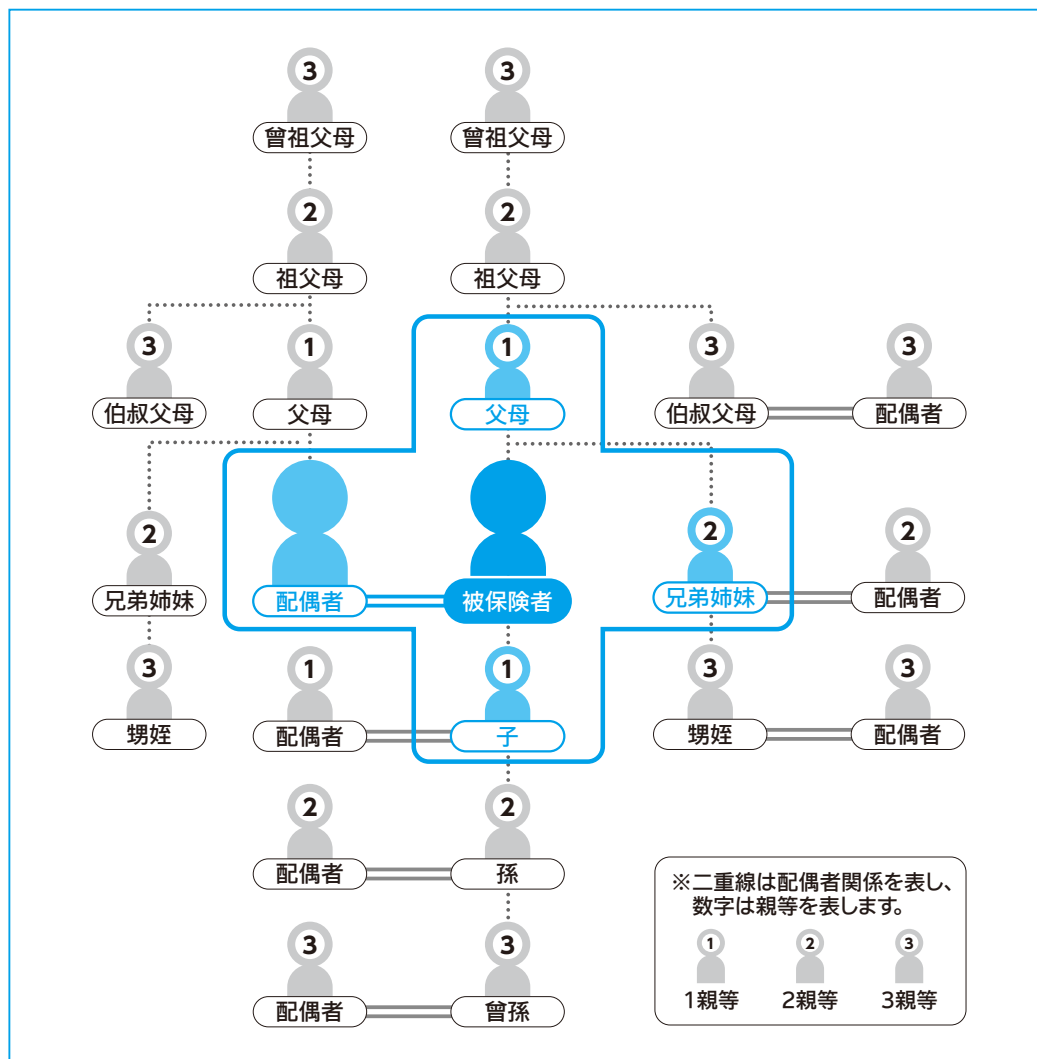 3 3
曾祖父母 曾祖父母
2 2
祖父母 祖父母
3 1 1 3 3
伯叔父母 父母 父母 伯叔父母 配偶者
2 2 2
兄弟姉妹 配偶者 被保険者 兄弟姉妹 配偶者
3 1 1 3 3
甥姪 配偶者 子 甥姪 配偶者
2 2
配偶者 孫
3 3
配偶者 曾孫
※二重線は配偶者関係を表し、
数字は親等を表します。
1 2 3
1親等 2親等 3親等